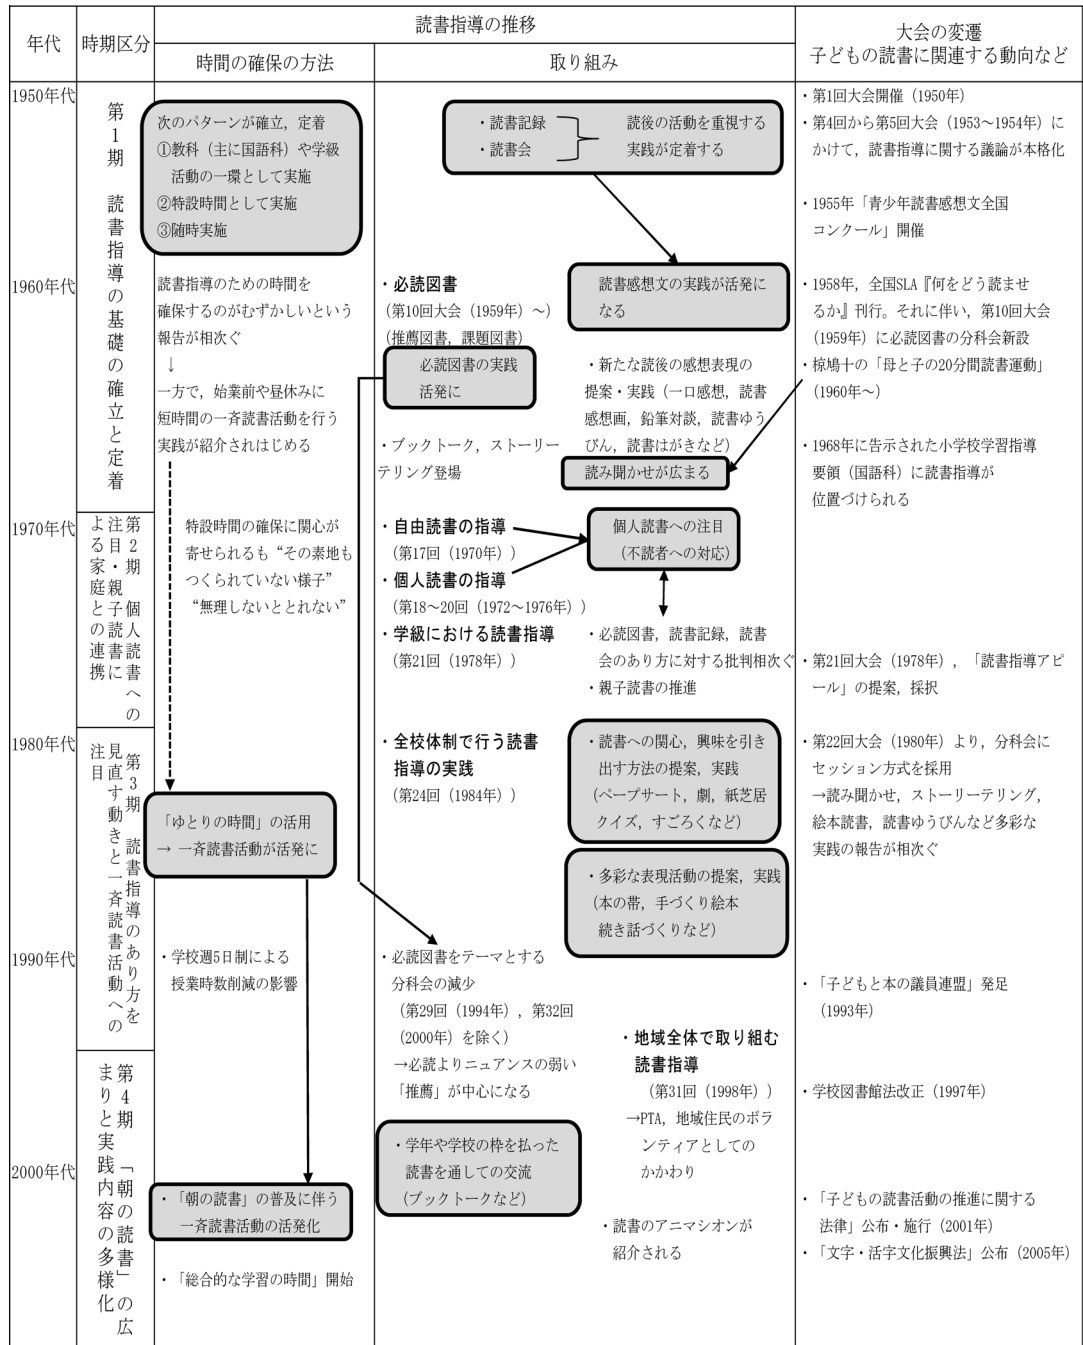 年代
時期区分
読書指導の推移
時間の確保の方法
取り組み
大会の変遷
子どもの読書に関連する動向など
1950年代
1960年代
1970年代
1980年代
1990年代
2000年代
第1期　読書指導の基礎の確立と定着
第2期　個人読書への
注目・親子読書に
よる家庭との連携
第3期　読書指導のあり方を
見直す動きと一斉読書活動への
注目
第4期　「朝の読書」の広
まりと実践内容の多様化
次のパターンが確立，定着
①教科（主に国語科）や学級
活動の一環として実施
②特設時間として実施
③随時実施
読書指導のための時間を
確保するのがむずかしいという
報告が相次ぐ
↓
一方で，始業前や昼休みに
短時間の一斉読書活動を行う
実践が紹介されはじめる
特設時間の確保に関心が
寄せられるも“その素地も
つくられていない様子”
“無理しないととれない”
「ゆとりの時間」の活用
→ 一斉読書活動が活発に
・学校週5日制による
授業時数削減の影響
・「朝の読書」の普及に伴う
一斉読書活動の活発化
・「総合的な学習の時間」開始
・読書記録
・読書会
読後の活動を重視する
実践が定着する
・必読図書
（第10回大会（1959年）～）
（推薦図書，課題図書）
必読図書の実践
活発に
・ブックトーク，ストーリー
テリング登場
読書感想文の実践が活発に
なる
・新たな読後の感想表現の
提案・実践（一口感想，読書
感想画，鉛筆対談，読書ゆう
びん，読書はがきなど）
読み聞かせが広まる
・自由読書の指導
（第17回（1970年））
・個人読書の指導
（第18～20回（1972～1976年））
・学級における読書指導
（第21回（1978年））
個人読書への注目
（不読者への対応）
・必読図書，読書記録，読書
会のあり方に対する批判相次ぐ
・親子読書の推進
・全校体制で行う読書
指導の実践
（第24回（1984年））
・読書への関心，興味を引き
出す方法の提案，実践
（ペープサート，劇，紙芝居
クイズ，すごろくなど）
・多彩な表現活動の提案，実践
（本の帯，手づくり絵本
続き話づくりなど）
・必読図書をテーマとする
分科会の減少
（第29回（1994年），第32回
（2000年）を除く）
→必読よりニュアンスの弱い
「推薦」が中心になる
・地域全体で取り組む
読書指導
（第31回（1998年））
→PTA，地域住民のボラ
ンティアとしての
かかわり
・学年や学校の枠を払った
読書を通しての交流
（ブックトークなど）
・読書のアニマシオンが
紹介される
・第1回大会開催（1950年）
・第4回から第5回大会（1953～1954年）に
かけて，読書指導に関する議論が本格化
・1955年「青少年読書感想文全国
コンクール」開催
・1958年，全国SLA『何をどう読ませ
るか』刊行。それに伴い，第10回大会
（1959年）に必読図書の分科会新設
・椋鳩十の「母と子の20分間読書運動」
（1960年～）
・1968年に告示された小学校学習指導
要領（国語科）に読書指導が
位置づけられる
・第21回大会（1978年），「読書指導アピ
ール」の提案，採択
・第22回大会（1980年）より，分科会に
セッション方式を採用
→読み聞かせ，ストーリーテリング，
絵本読書，読書ゆうびんなど多彩な
実践の報告が相次ぐ
・「子どもと本の議員連盟」発足
（1993年）
・学校図書館法改正（1997年）
・「子どもの読書活動の推進に関する
法律」公布・施行（2001年）
・「文字・活字文化振興法」公布（2005年）